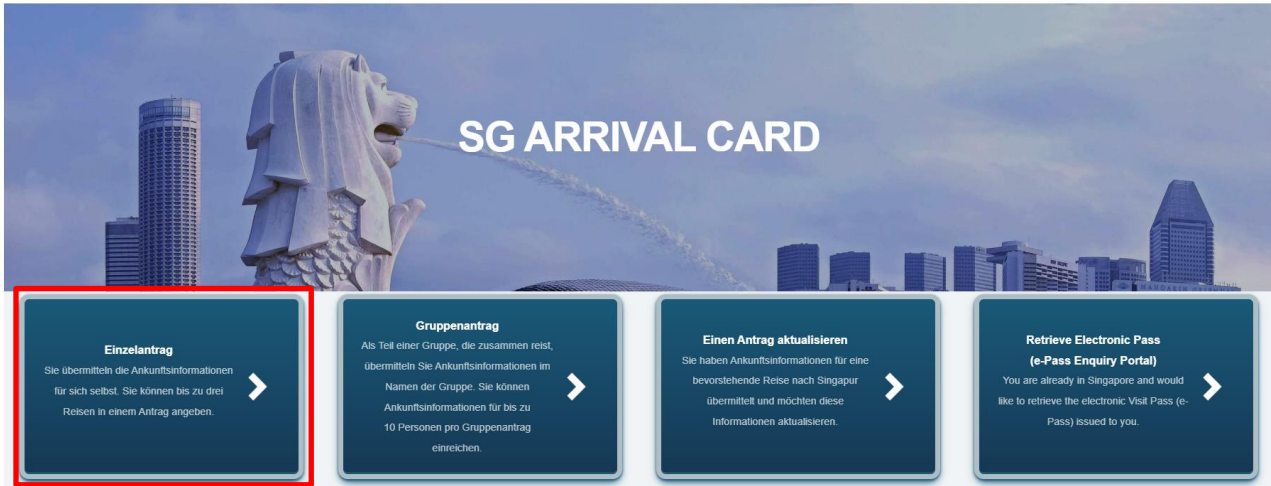 SG ARRIVAL CARD
Einzelantrag
Sie übermitteln die Ankunftsinformationen
für sich selbst. Sie können bis zu drei
Reisen in einem Antrag angeben.
Gruppenantrag
Als Teil einer Gruppe, die zusammen reist,
übermitteln Sie Ankunftsinformationen im
Namen der Gruppe. Sie können
Ankunftsinformationen für bis zu
10 Personen pro Gruppenantrag
einreichen.
Einen Antrag aktualisieren
Sie haben Ankunftsinformationen für eine
bevorstehende Reise nach Singapur
übermittelt und möchten diese
Informationen aktualisieren.
Retrieve Electronic Pass
(e-Pass Enquiry Portal)
You are already in Singapore and would
like to retrieve the electronic Visit Pass (e-
Pass) issued to you.